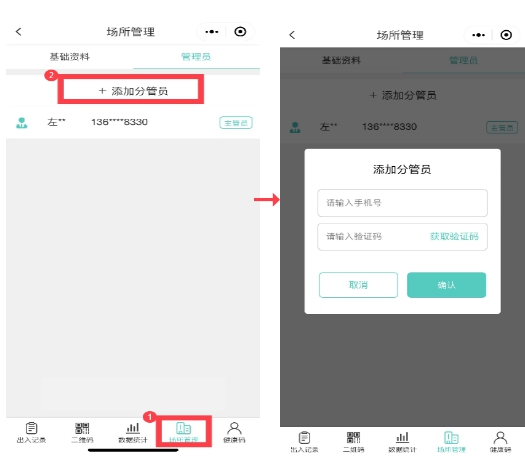 场所管理
基础资料
管理员
2
+ 添加分管员
左** 136****8330 主管员
1
出入记录
二维码
数据统计
场所管理
健康码
场所管理
基础资料
管理员
+ 添加分管员
左** 136****8330 主管员
添加分管员
请输入手机号
请输入验证码 获取验证码
取消
确认
出入记录
二维码
数据统计
场所管理
健康码